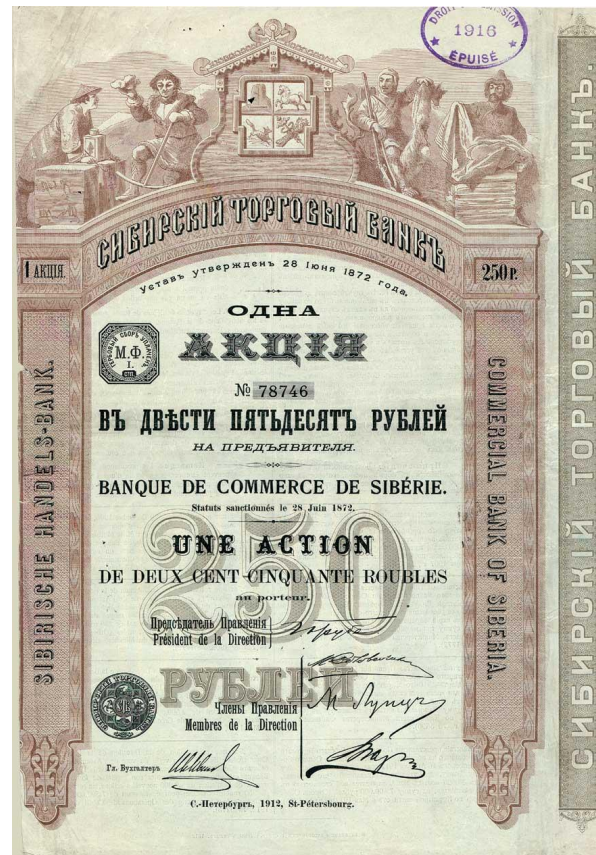 1916
ÉPUISÉ
СИБИРСКІЙ ТОРГОВЫЙ БАНКЪ
1 АКЦІЯ.
250 Р.
Уставъ утвержденъ 28 Іюня 1872 года.
ОДНА
АКЦІЯ
М.Ф.
I.
№ 78746
ВЪ ДВѢСТИ ПЯТЬДЕСЯТЪ РУБЛЕЙ
НА ПРЕДЪЯВИТЕЛЯ.
BANQUE DE COMMERCE DE SIBÉRIE.
Statuts sanctionnés le 28 Juin 1872.
250
UNE ACTION
DE DEUX CENT CINQUANTE ROUBLES
au porteur.
Предсѣдатель Правленія
Président de la Direction
РУБЛЕЙ
Члены Правленія
Membres de la Direction
Гл. Бухгалтеръ
С.-Петербургъ, 1912, St-Pétersbourg.
SIBIRISCHE HANDELS-BANK.
COMMERCIAL BANK OF SIBERIA.
СИБИРСКІЙ ТОРГОВЫЙ БАНКЪ.